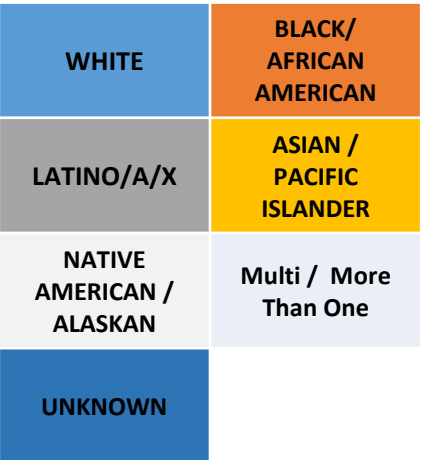 WHITE
BLACK/
AFRICAN
AMERICAN
LATINO/A/X
ASIAN /
PACIFIC
ISLANDER
NATIVE
AMERICAN /
ALASKAN
Multi / More
Than One
UNKNOWN